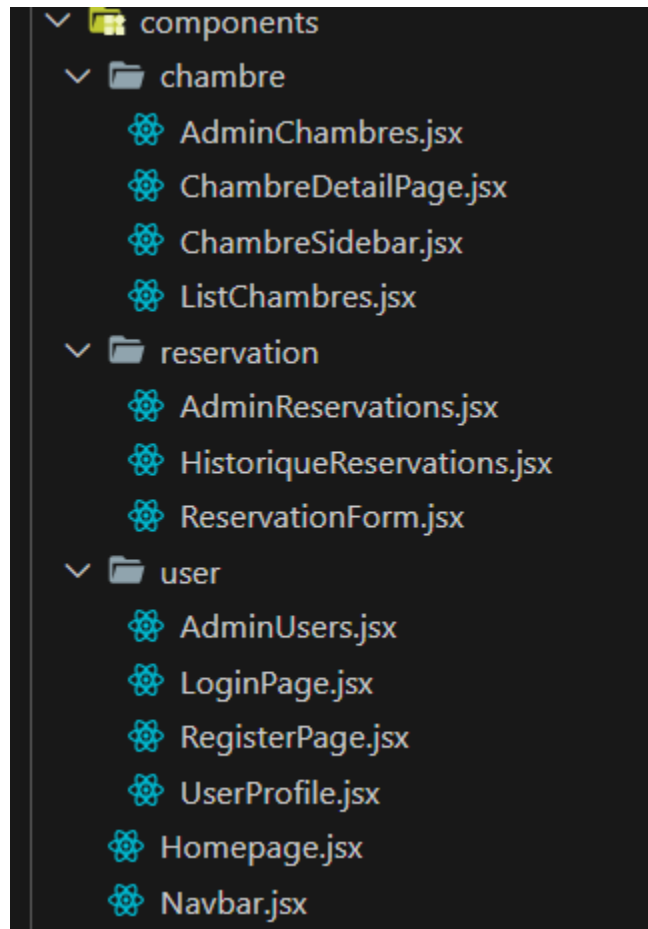 components
chambre
AdminChambres.jsx
ChambreDetailPage.jsx
ChambreSidebar.jsx
ListChambres.jsx
reservation
AdminReservations.jsx
HistoriqueReservations.jsx
ReservationForm.jsx
user
AdminUsers.jsx
LoginPage.jsx
RegisterPage.jsx
UserProfile.jsx
Homepage.jsx
Navbar.jsx